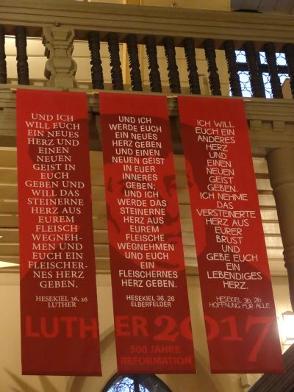 UND ICH
WILL EUCH
EIN NEUES
HERZ UND
EINEN
NEUEN
GEIST IN
EUCH
GEBEN UND
WILL DAS
STEINERNE
HERZ AUS
EUREM
FLEISCH
WEGNEH-
MEN UND
EUCH EIN
FLEISCHER-
NES HERZ
GEBEN.
HESEKIEL 36, 26
LUTHER
UND ICH
WERDE EUCH
EIN NEUES
HERZ GEBEN
UND EINEN
NEUEN GEIST
IN EUER
INNERES
GEBEN;
UND ICH
WERDE DAS
STEINERNE
HERZ AUS
EUREM
FLEISCHE
WEGNEHMEN
UND EUCH
EIN
FLEISCHERNES
HERZ GEBEN.
HESEKIEL 36, 26
ELBERFELDER
ICH WILL
EUCH EIN
ANDERES
HERZ
UND
EINEN
NEUEN
GEIST
GEBEN.
ICH NEHME
DAS
VERSTEINERTE
HERZ AUS
EURER
BRUST
UND
GEBE EUCH
EIN
LEBENDIGES
HERZ.
HESEKIEL 36, 26
HOFFNUNG FÜR ALLE
LUTHER 2017
500 JAHRE
REFORMATION